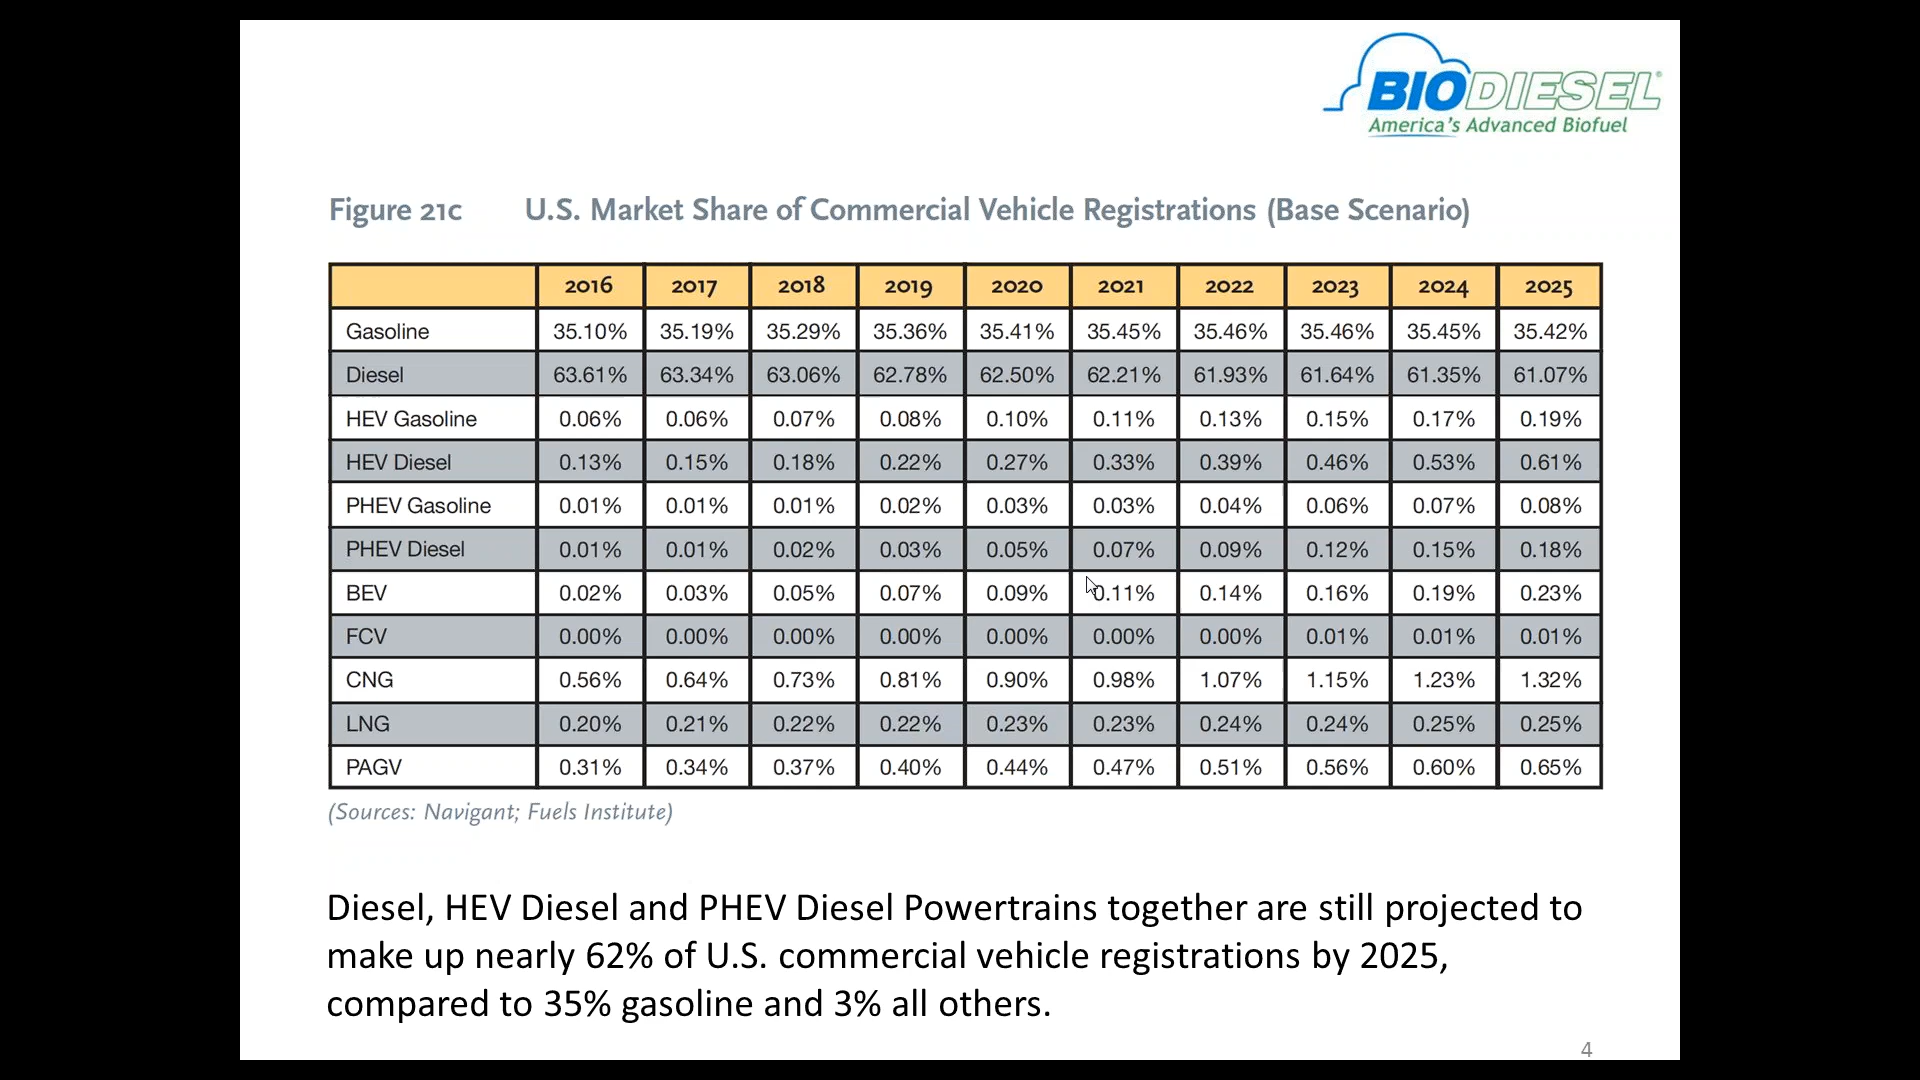 BIODIESEL®
America's Advanced Biofuel
Figure 21c U.S. Market Share of Commercial Vehicle Registrations (Base Scenario)
2016 2017 2018 2019 2020 2021 2022 2023 2024 2025
Gasoline 35.10% 35.19% 35.29% 35.36% 35.41% 35.45% 35.46% 35.46% 35.45% 35.42%
Diesel 63.61% 63.34% 63.06% 62.78% 62.50% 62.21% 61.93% 61.64% 61.35% 61.07%
HEV Gasoline 0.06% 0.06% 0.07% 0.08% 0.10% 0.11% 0.13% 0.15% 0.17% 0.19%
HEV Diesel 0.13% 0.15% 0.18% 0.22% 0.27% 0.33% 0.39% 0.46% 0.53% 0.61%
PHEV Gasoline 0.01% 0.01% 0.01% 0.02% 0.03% 0.03% 0.04% 0.06% 0.07% 0.08%
PHEV Diesel 0.01% 0.01% 0.02% 0.03% 0.05% 0.07% 0.09% 0.12% 0.15% 0.18%
BEV 0.02% 0.03% 0.05% 0.07% 0.09% 0.11% 0.14% 0.16% 0.19% 0.23%
FCV 0.00% 0.00% 0.00% 0.00% 0.00% 0.00% 0.00% 0.01% 0.01% 0.01%
CNG 0.56% 0.64% 0.73% 0.81% 0.90% 0.98% 1.07% 1.15% 1.23% 1.32%
LNG 0.20% 0.21% 0.22% 0.22% 0.23% 0.23% 0.24% 0.24% 0.25% 0.25%
PAGV 0.31% 0.34% 0.37% 0.40% 0.44% 0.47% 0.51% 0.56% 0.60% 0.65%
(Sources: Navigant; Fuels Institute)
Diesel, HEV Diesel and PHEV Diesel Powertrains together are still projected to
make up nearly 62% of U.S. commercial vehicle registrations by 2025,
compared to 35% gasoline and 3% all others.
4